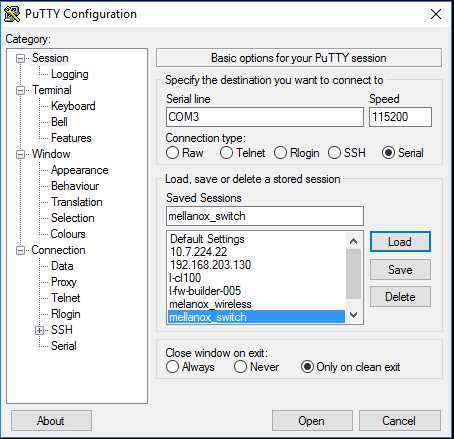 PuTTY Configuration
Category:
Session
Logging
Terminal
Keyboard
Bell
Features
Window
Appearance
Behaviour
Translation
Selection
Colours
Connection
Data
Proxy
Telnet
Rlogin
SSH
Serial
Basic options for your PuTTY session
Specify the destination you want to connect to
Serial line Speed
COM3 115200
Connection type:
Raw Telnet Rlogin SSH Serial
Load, save or delete a stored session
Saved Sessions
mellanox_switch
Default Settings
10.7.224.22
192.168.203.130
l-cl100
l-fw-builder-005
melanox_wireless
mellanox_switch
Load
Save
Delete
Close window on exit:
Always Never Only on clean exit
About Open Cancel